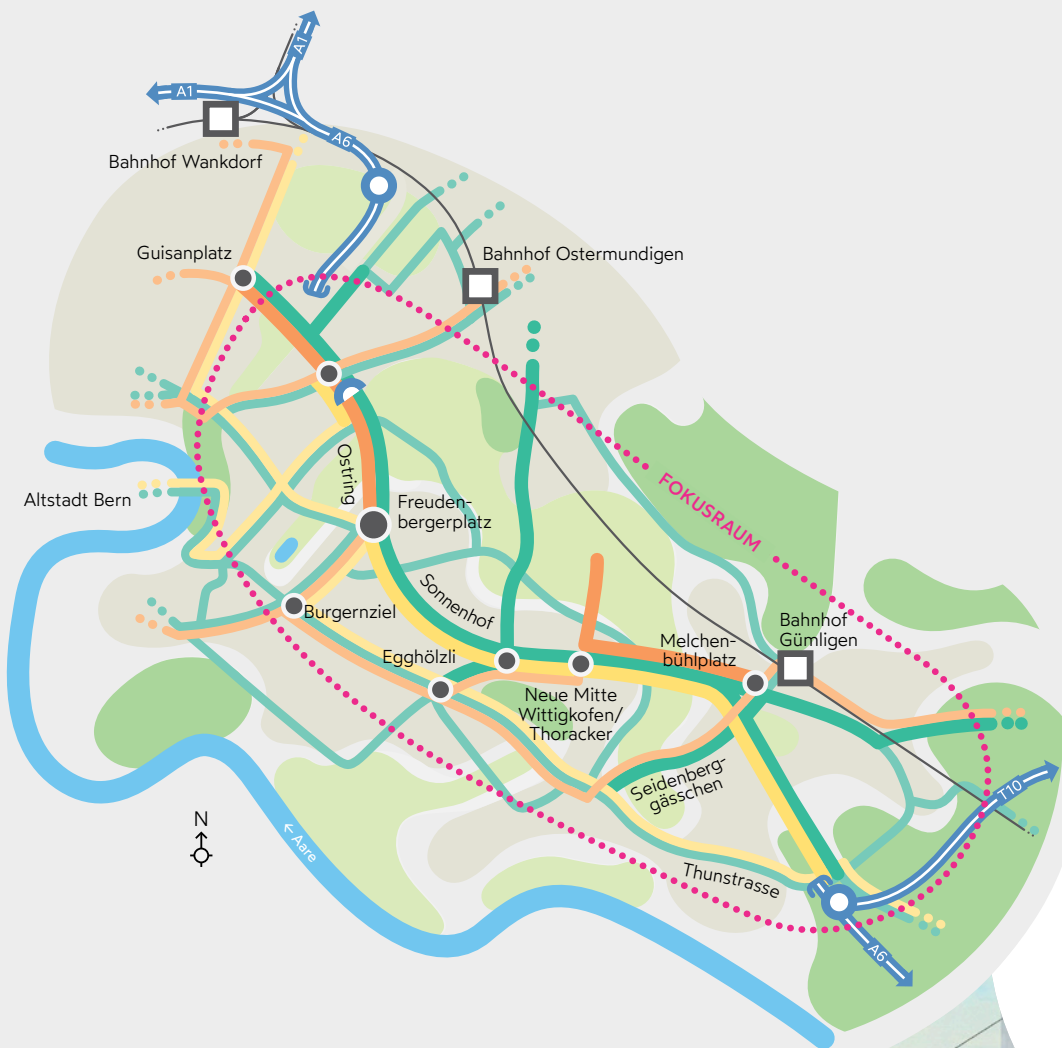 A1
A1
A6
Bahnhof Wankdorf
Guisanplatz
Bahnhof Ostermundigen
Ostring
Altstadt Bern
Freuden-
bergerplatz
FOKUSRAUM
Sonnenhof
Burgernziel
Egghölzli
Melchen-
bühlplatz
Bahnhof
Gümligen
Neue Mitte
Wittigkofen/
Thoracker
Seidenberg-
gässchen
T10
N
← Aare
Thunstrasse
A6